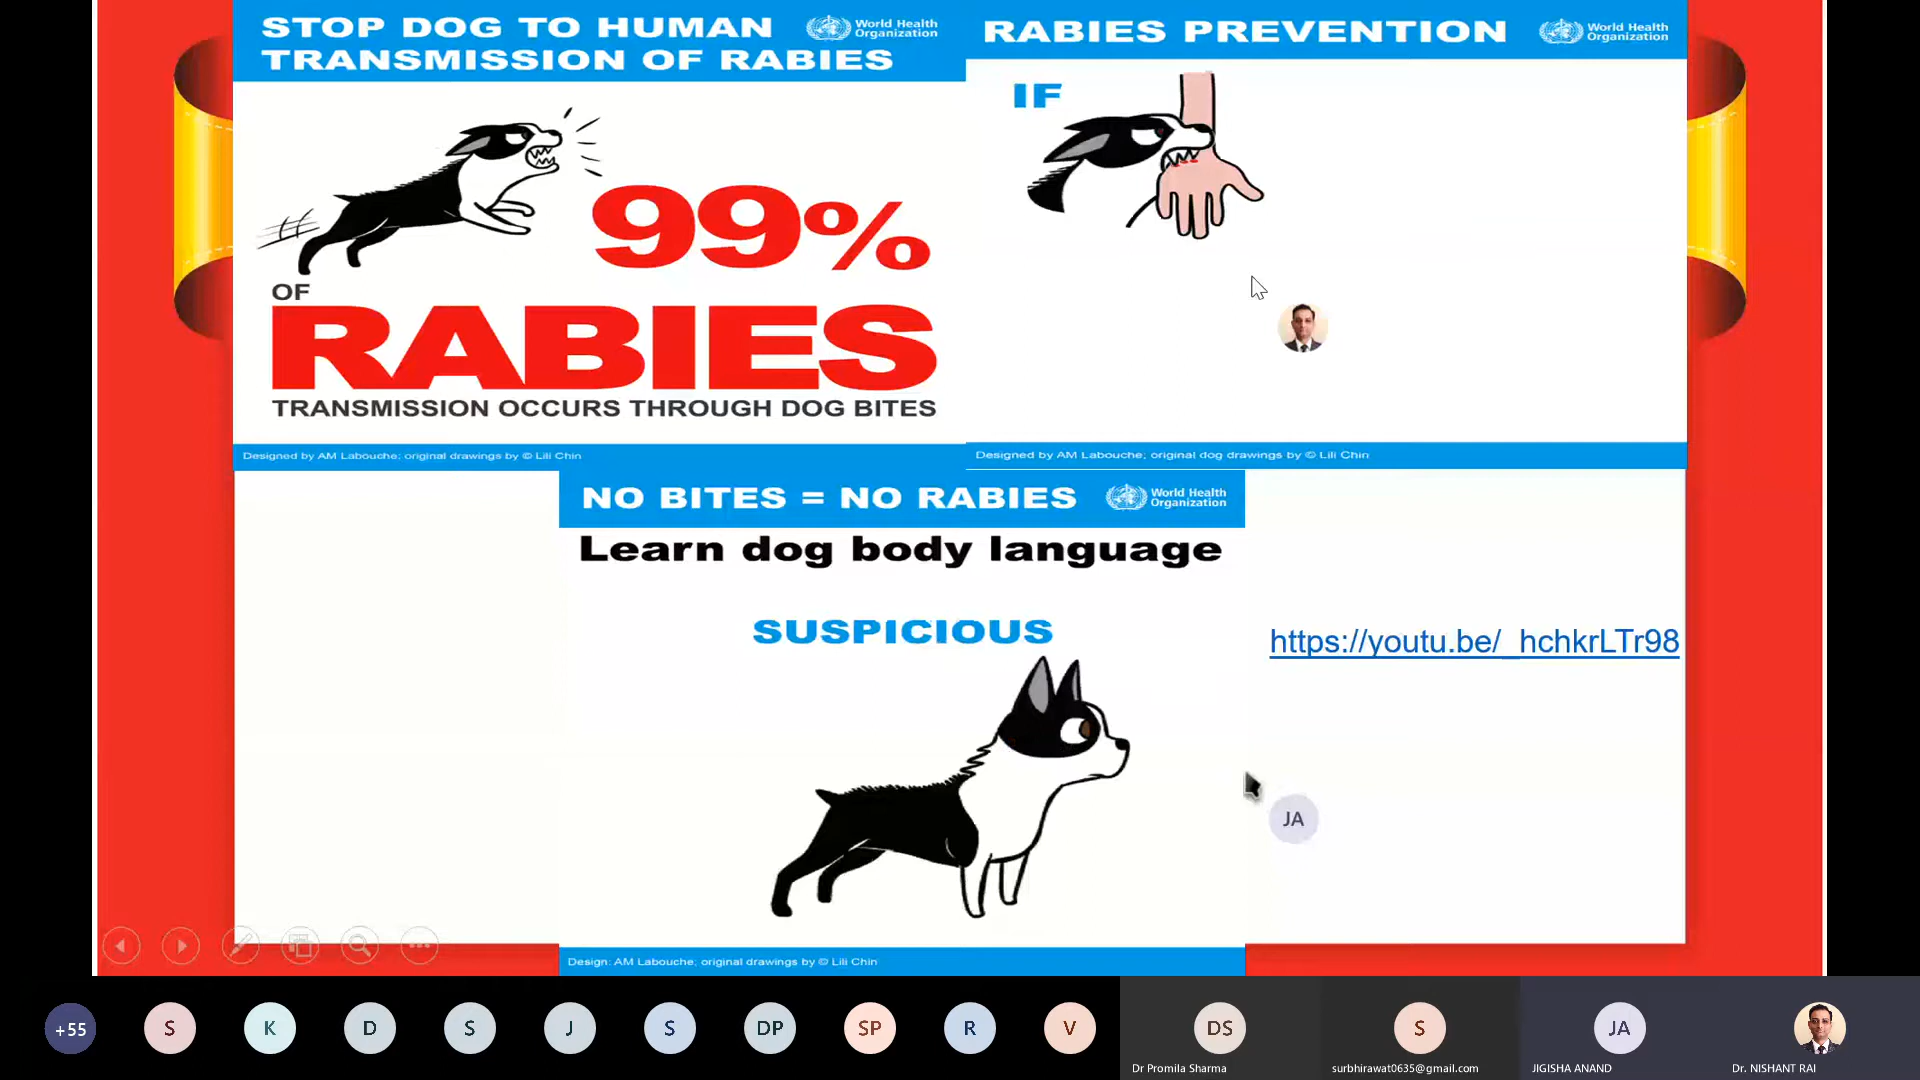 STOP DOG TO HUMAN
TRANSMISSION OF RABIES
World Health
Organization
99%
OF
RABIES
TRANSMISSION OCCURS THROUGH DOG BITES
Designed by AM Labouche; original drawings by © Lili Chin
RABIES PREVENTION
World Health
Organization
IF
Designed by AM Labouche; original dog drawings by © Lili Chin
NO BITES = NO RABIES
World Health
Organization
Learn dog body language
SUSPICIOUS
https://youtu.be/_hchkrLTr98
JA
Design: AM Labouche; original drawings by © Lili Chin
+55
S
K
D
S
J
S
DP
SP
R
V
DS
S
JA
Dr Promila Sharma
surbhirawat0635@gmail.com
JIGISHA ANAND
Dr. NISHANT RAI